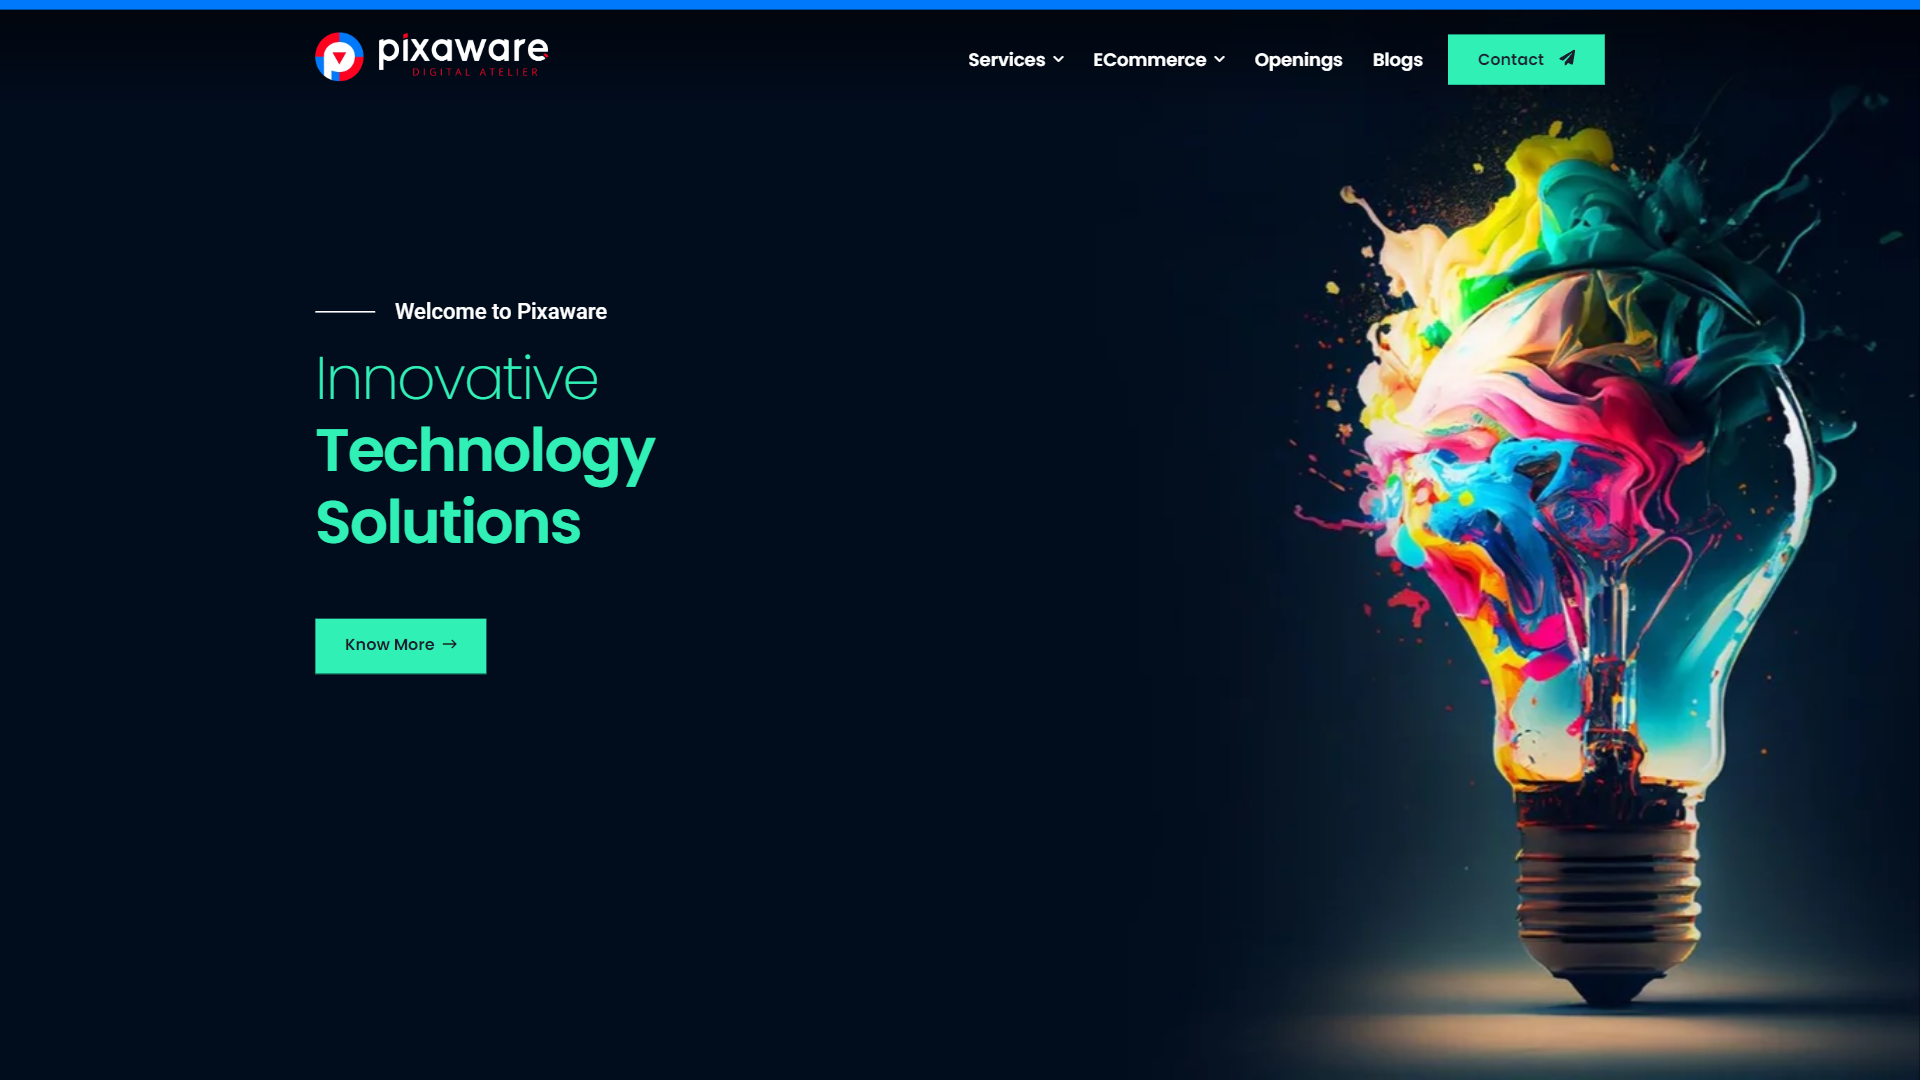 pixaware
DIGITAL ATELIER
Services
ECommerce
Openings
Blogs
Contact
Welcome to Pixaware
Innovative
Technology
Solutions
Know More